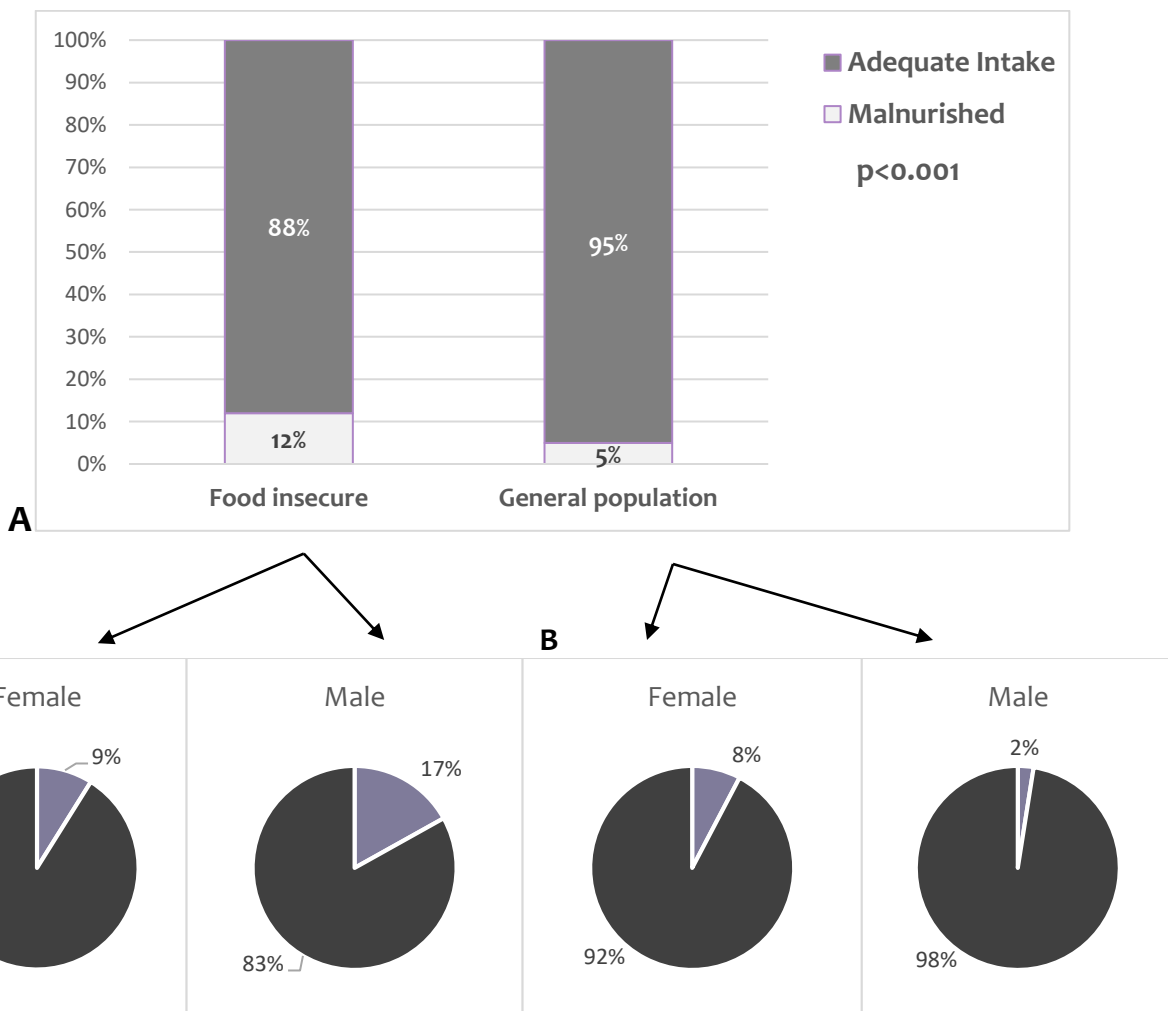 100%
90%
80%
70%
60%
50%
40%
30%
20%
10%
0%
88%
95%
12%
5%
Food insecure
General population
Adequate Intake
Malnurished
p<0.001
A
B
Female
Male
Female
Male
9%
17%
83%
8%
92%
2%
98%